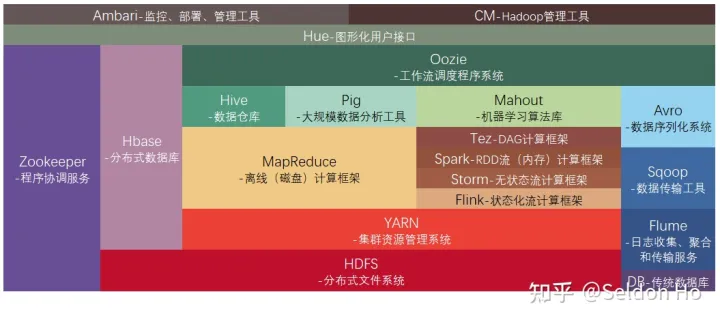 Ambari-监控、部署、管理工具
CM-Hadoop管理工具
Hue-图形化用户接口
Oozie
-工作流调度程序系统
Zookeeper
-程序协调服务
Hbase
-分布式数据库
Hive
-数据仓库
Pig
-大规模数据分析工具
Mahout
-机器学习算法库
Avro
-数据序列化系统
MapReduce
-离线（磁盘）计算框架
Tez-DAG计算框架
Spark-RDD流（内存）计算框架
Storm-无状态流计算框架
Flink-状态化流计算框架
Sqoop
-数据传输工具
YARN
-集群资源管理系统
Flume
-日志收集、聚合
和传输服务
HDFS
-分布式文件系统
DB-传统数据库
知乎 @Seldon Ho